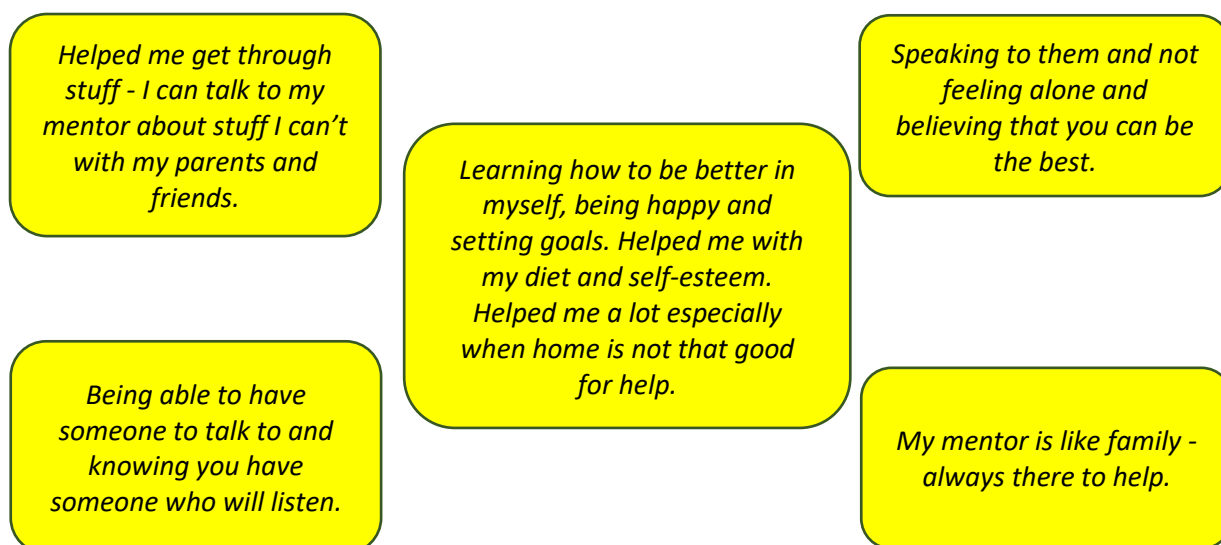 Helped me get through
stuff - I can talk to my
mentor about stuff I can’t
with my parents and
friends.
Speaking to them and not
feeling alone and
believing that you can be
the best.
Learning how to be better in
myself, being happy and
setting goals. Helped me with
my diet and self-esteem.
Helped me a lot especially
when home is not that good
for help.
Being able to have
someone to talk to and
knowing you have
someone who will listen.
My mentor is like family -
always there to help.